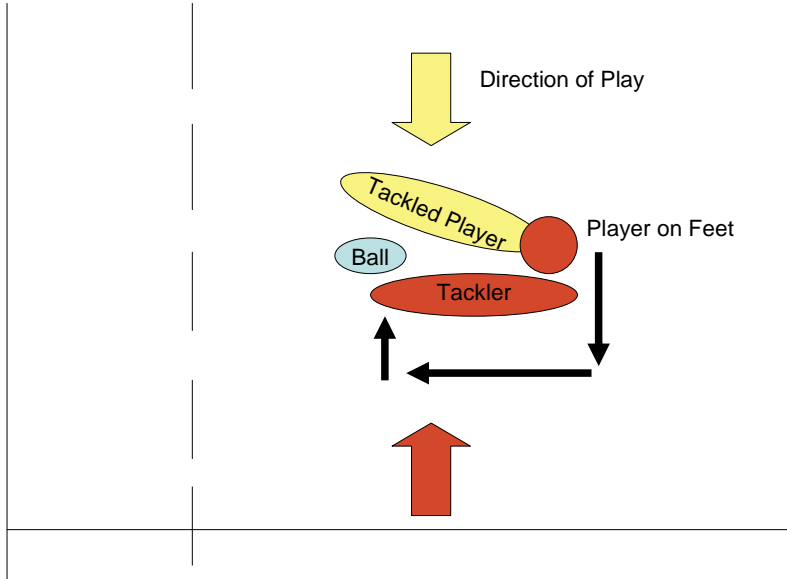 Direction of Play
Tackled Player
Player on Feet
Ball
Tackler